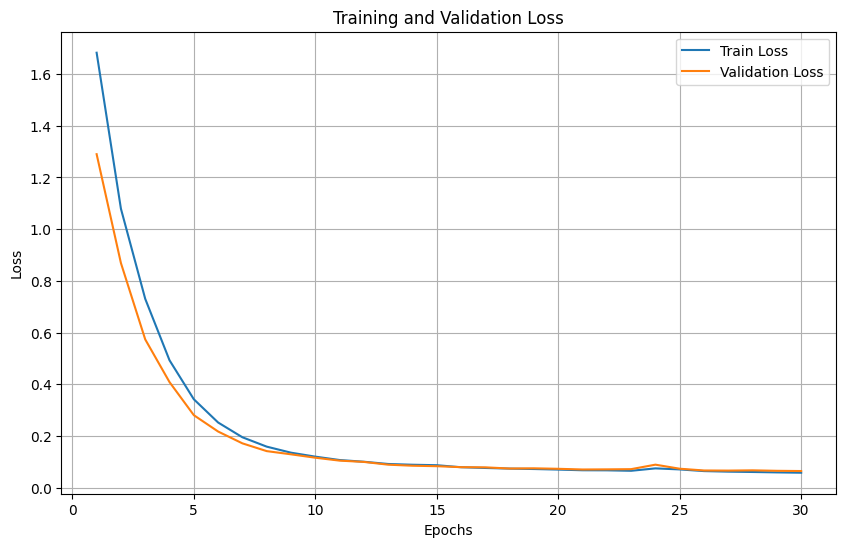 Training and Validation Loss
Train Loss
Validation Loss
1.6
1.4
1.2
1.0
0.8
0.6
0.4
0.2
0.0
Loss
0 5 10 15 20 25 30
Epochs